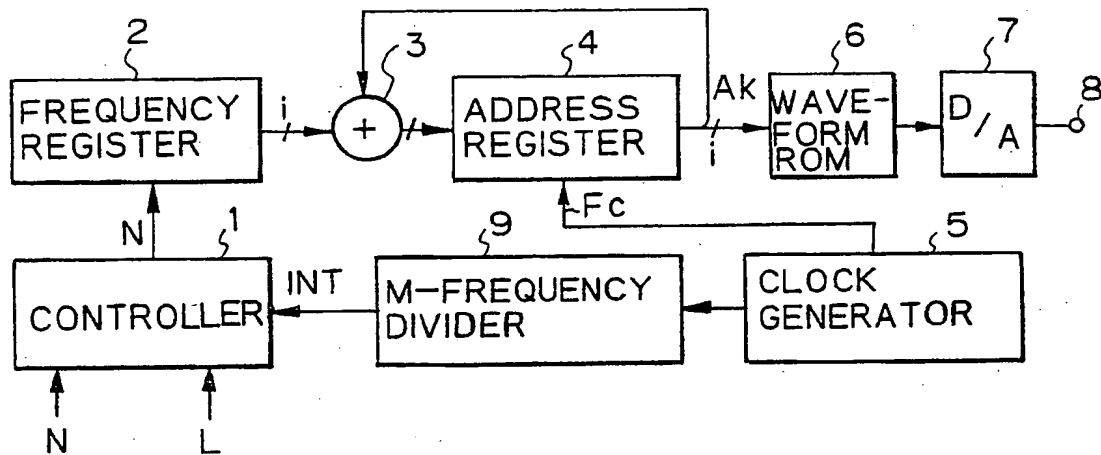 2
3
4
6
7
8
FREQUENCY
REGISTER
i
+
ADDRESS
REGISTER
Ak
i
WAVE-
FORM
ROM
D/A
N
Fc
1
9
5
CONTROLLER
INT
M-FREQUENCY
DIVIDER
CLOCK
GENERATOR
N
L